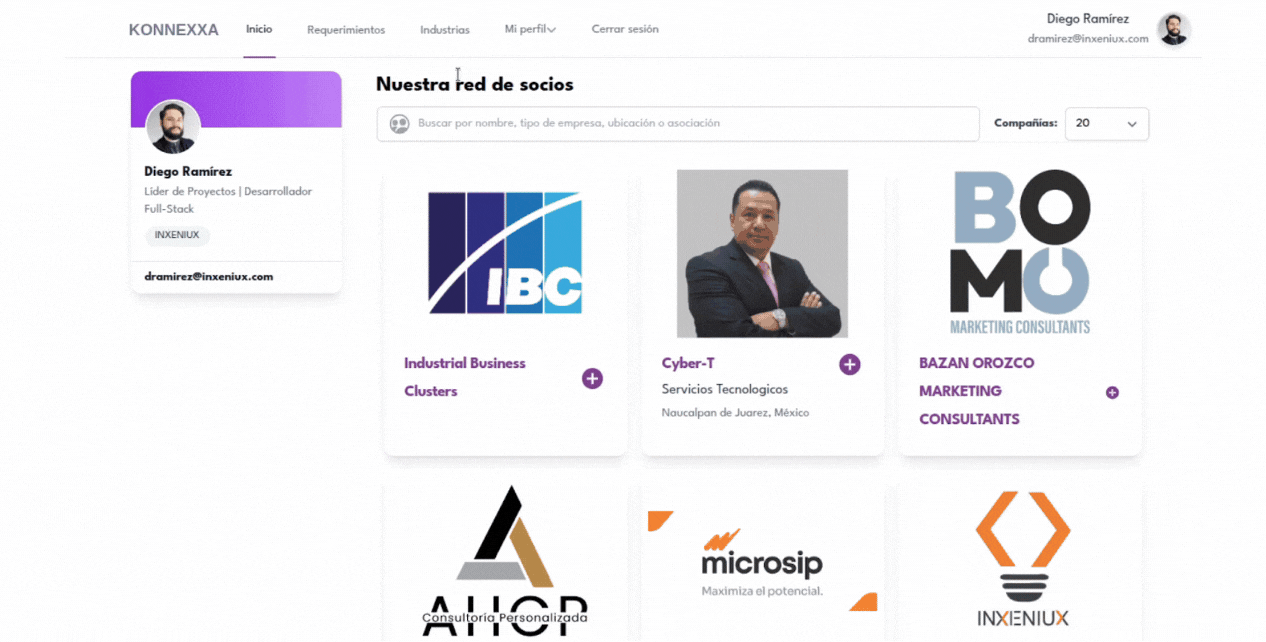 KONNEXXA
Inicio
Requerimientos
Industrias
Mi perfil
Cerrar sesión
Diego Ramírez
dramirez@inxeniux.com
Diego Ramírez
Líder de Proyectos | Desarrollador
Full-Stack
INXENIUX
dramirez@inxeniux.com
Nuestra red de socios
Buscar por nombre, tipo de empresa, ubicación o asociación
Compañías:
20
IBC
Industrial Business
Clusters
Cyber-T
Servicios Tecnologicos
Naucalpan de Juarez, México
BOMO
MARKETING CONSULTANTS
BAZAN OROZCO
MARKETING
CONSULTANTS
Consultoría Personalizada
microsip
Maximiza el potencial.
INXENIUX